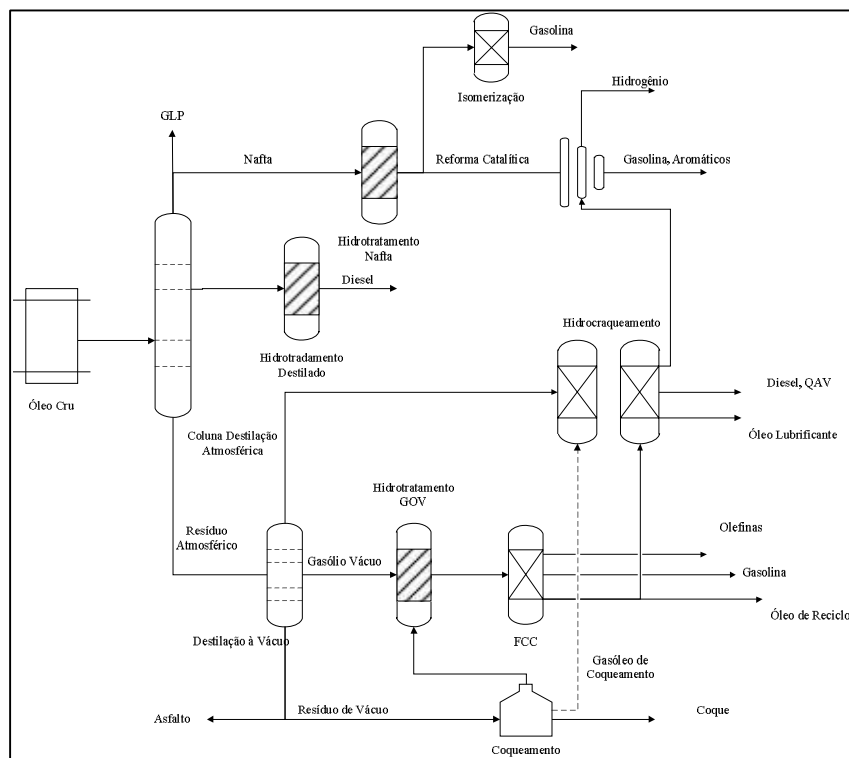 Gasolina
Isomerização
Hidrogênio
GLP
Nafta
Reforma Catalítica
Gasolina, Aromáticos
Hidrotratamento
Nafta
Diesel
Hidrotradamento
Destilado
Hidrocraqueamento
Óleo Cru
Diesel, QAV
Óleo Lubrificante
Coluna Destilação
Atmosférica
Hidrotratamento
GOV
Resíduo
Atmosférico
Gasólio Vácuo
Olefinas
Gasolina
Óleo de Reciclo
Destilação à Vácuo
FCC
Gasóleo de
Coqueamento
Asfalto
Resíduo de Vácuo
Coque
Coqueamento